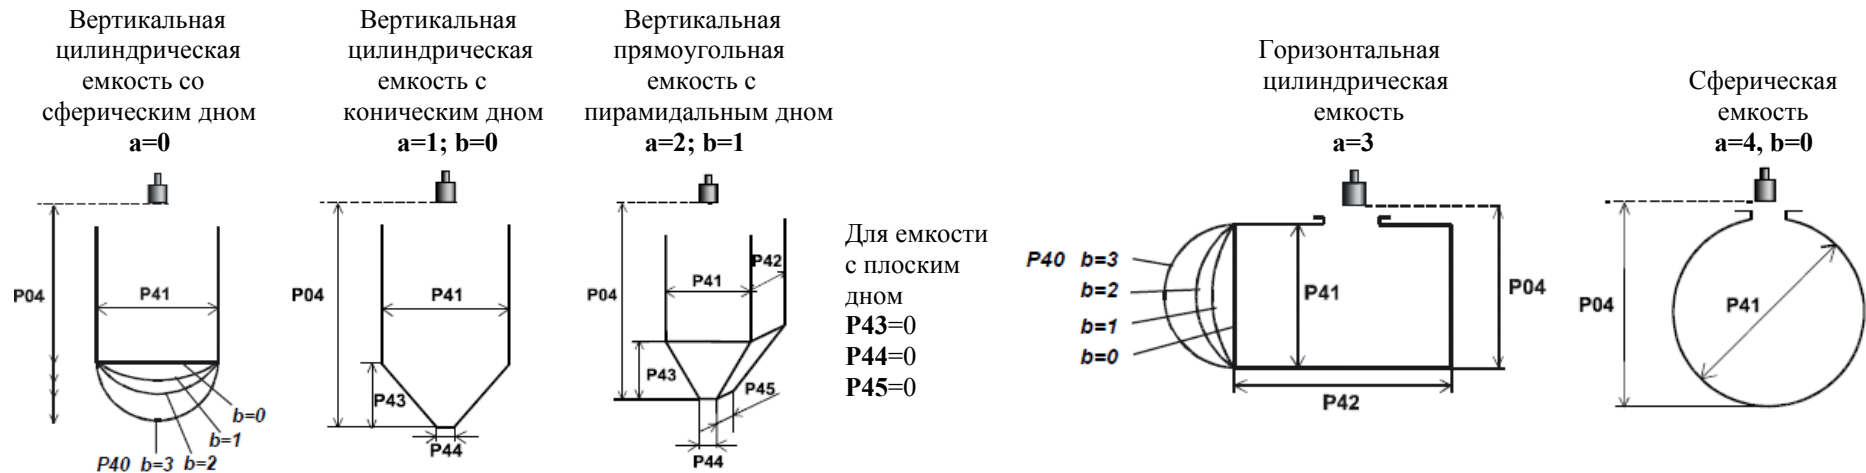 Вертикальная
цилиндрическая
емкость со
сферическим дном
a=0
P04
P41
b=0
b=1
P40 b=3 b=2
Вертикальная
цилиндрическая
емкость с
коническим дном
a=1; b=0
P04
P41
P43
P44
Вертикальная
прямоугольная
емкость с
пирамидальным дном
a=2; b=1
P42
P41
P04
P43
P45
P44
Для емкости
с плоским
дном
P43=0
P44=0
P45=0
Горизонтальная
цилиндрическая
емкость
a=3
P40 b=3
b=2
b=1
b=0
P41
P04
P42
Сферическая
емкость
a=4, b=0
P04
P41